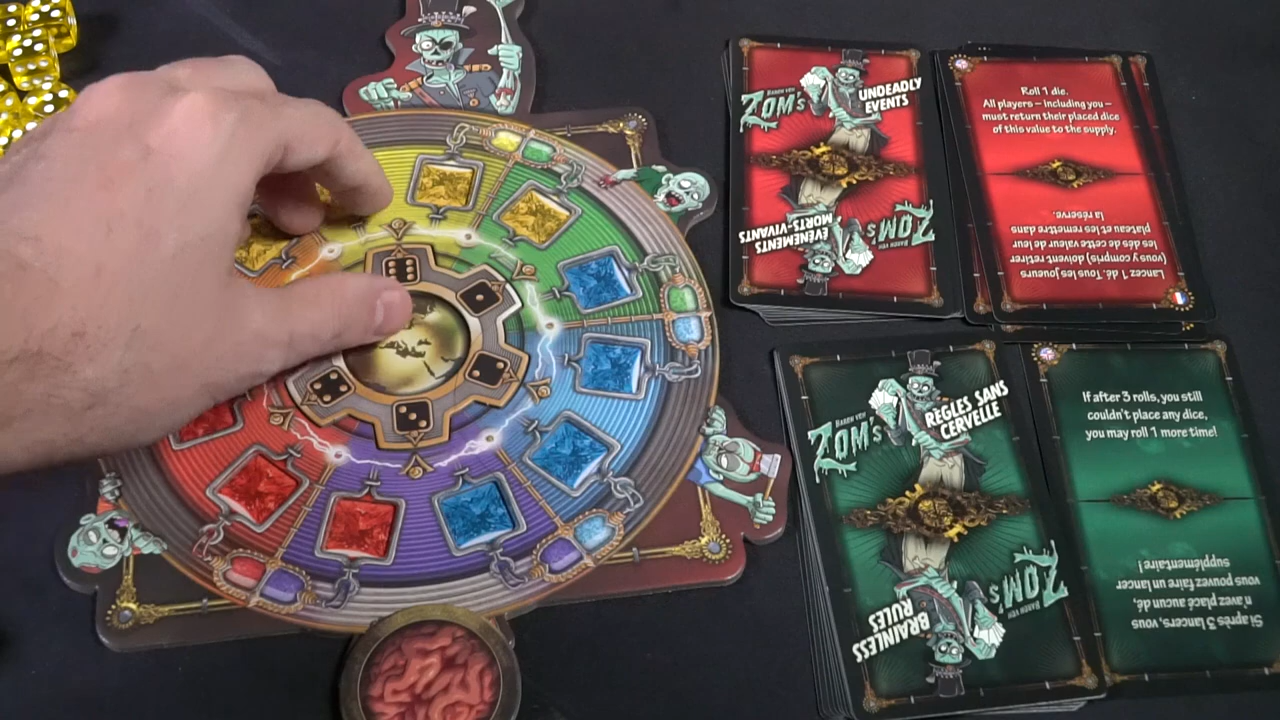 BARON VON
ZOM's
UNDEADLY
EVENTS
ÉVÉNEMENTS
MORTS-VIVANTS
BARON VON
ZOM's
Roll 1 die.
All players – including you –
must return their placed dice
of this value to the supply.
Lancez 1 dé. Tous les joueurs
(vous y compris) doivent retirer
les dés de cette valeur de leur
plateau et les remettre dans
la réserve.
BARON VON
ZOM's
RÈGLES SANS
CERVELLE
BRAINLESS
RULES
BARON VON
ZOM's
If after 3 rolls, you still
couldn't place any dice,
you may roll 1 more time!
Si après 3 lancers, vous
n'avez placé aucun dé,
vous pouvez faire un lancer
supplémentaire !